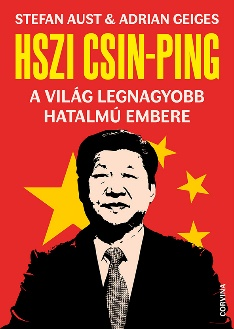 STEFAN AUST & ADRIAN GEIGES
HSZI CSIN-PING
A VILÁG LEGNAGYOBB
HATALMÚ EMBERE
CORVINA